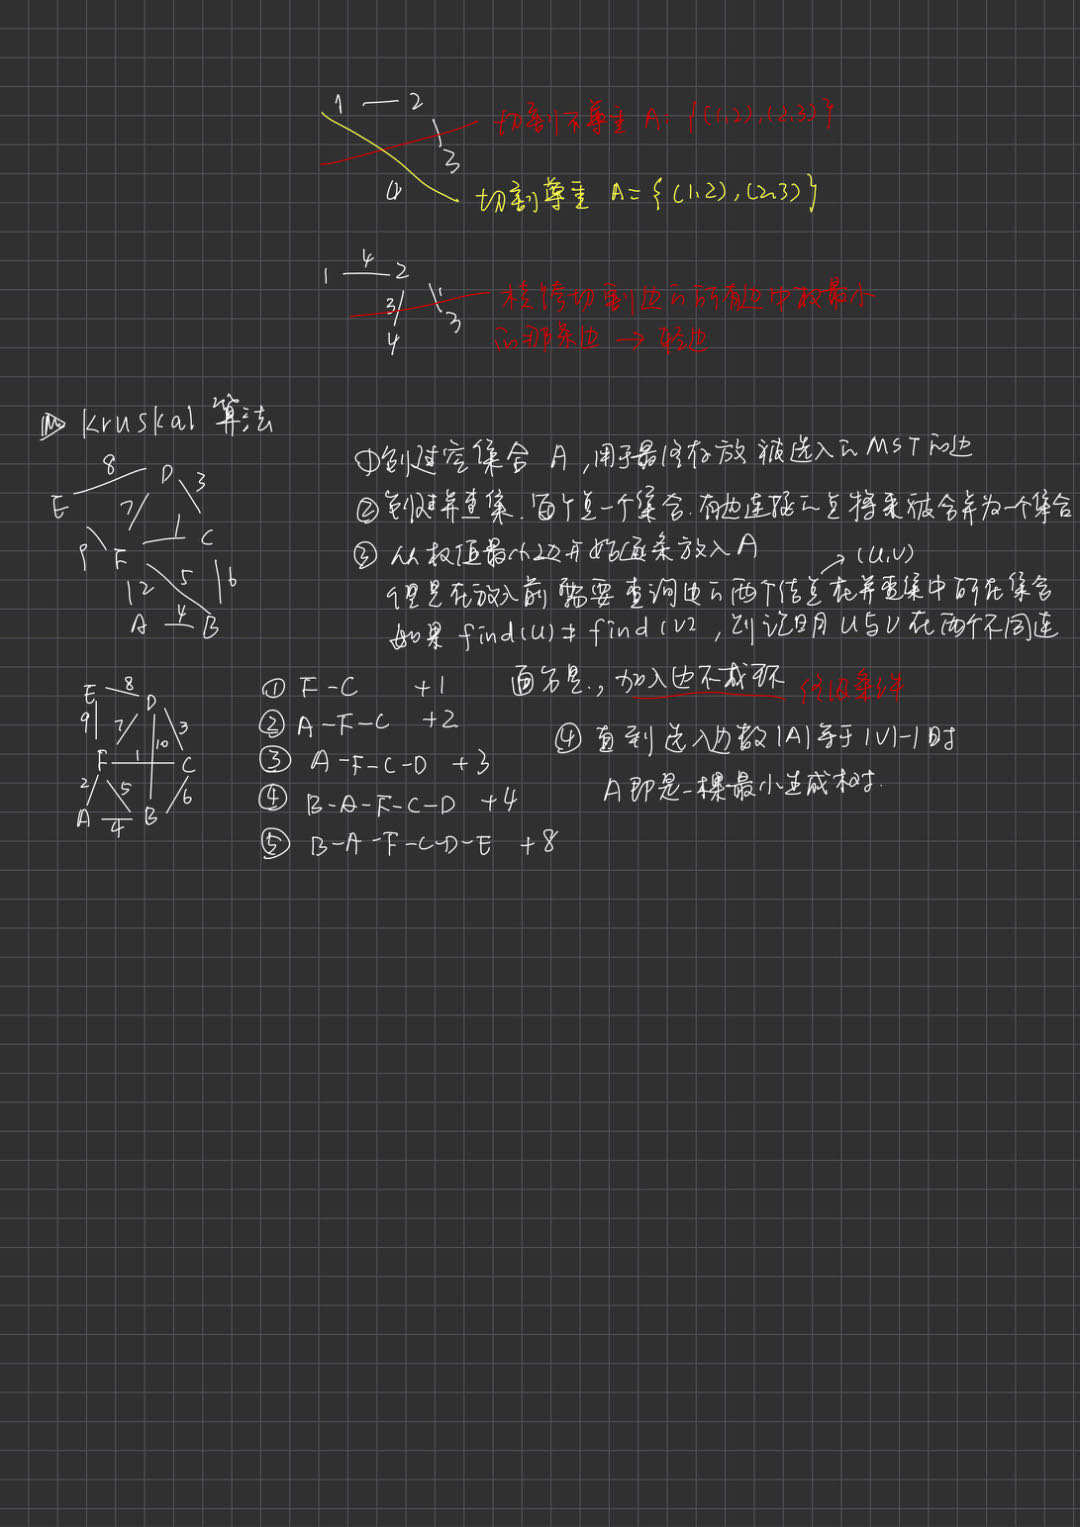 1 — 2
3
4
切割不尊重 A: {(1,2),(2,3)}
切割尊重 A={(1,2),(2,3)}
1 4 2
3
4
3
横跨切割边的所有边中权最小
的那条边 → 轻边
Kruskal 算法
8
E D 3
7
9 F 1 C
2 5 6
A 4 B
①创建空集合 A,用于最终存放被选入的MST的边
②创建并查集.每个点一个集合.有边连接的点将来被合并为一个集合
③ 从权值最小边开始逐条放入A
(u,v)
但是在放入前需要查询边的两个结点在并查集中所在集合
如果 find(u) ≠ find(v), 则说明 u与v在两个不同连
通分量,加入边不成环
④ 直到选入边数|A|等于|V|-1时
A即是一棵最小生成树.
E 8 D
9 7 10 3
F 1 C
2 5 6
A 4 B
① F-C +1
② A-F-C +2
③ A-F-C-D +3
④ B-A-F-C-D +4
⑤ B-A-F-C-D-E +8